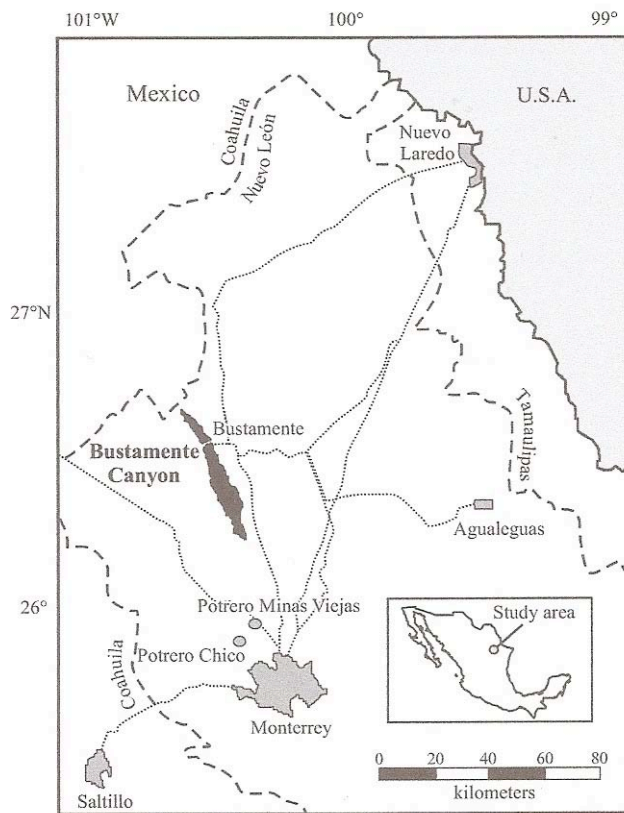 101°W
100°
99°
Mexico
U.S.A.
Coahuila
Nuevo León
Nuevo
Laredo
27°N
Bustamente
Bustamente
Canyon
Tamaulipas
Agualeguas
26°
Potrero Minas Viejas
Potrero Chico
Study area
Coahuila
Monterrey
Saltillo
0
20
40
60
80
kilometers